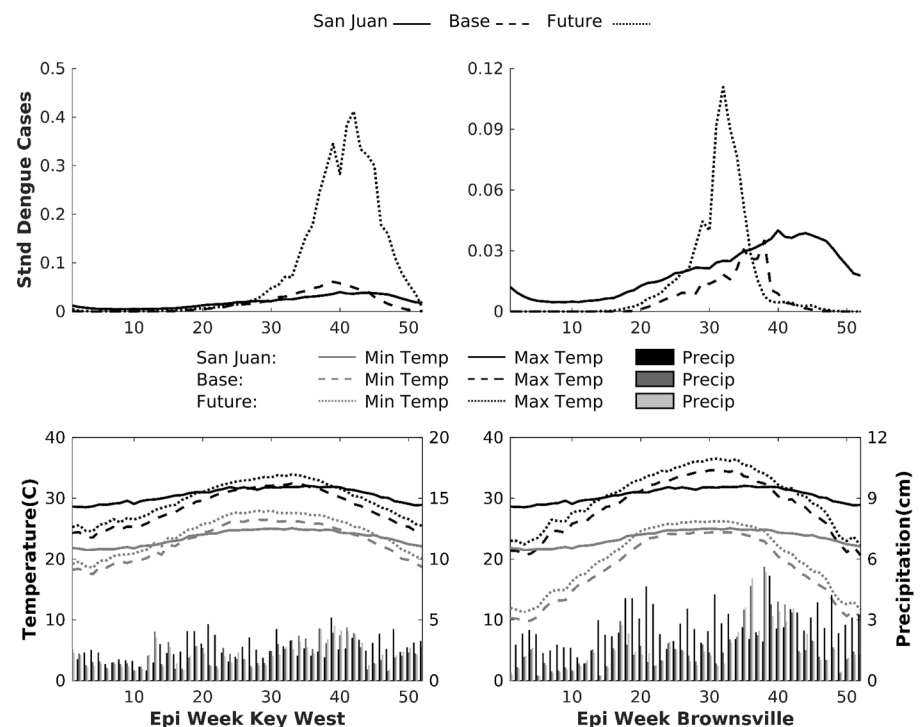 San Juan Base Future
0.5
0.4
0.3
0.2
0.1
0
Stnd Dengue Cases
10 20 30 40 50
0.12
0.09
0.06
0.03
0
10 20 30 40 50
San Juan: Min Temp Max Temp Precip
Base: Min Temp Max Temp Precip
Future: Min Temp Max Temp Precip
40
30
20
10
0
Temperature(C)
20
15
10
5
0
10 20 30 40 50
Epi Week Key West
40
30
20
10
0
12
9
6
3
0
Precipitation(cm)
10 20 30 40 50
Epi Week Brownsville